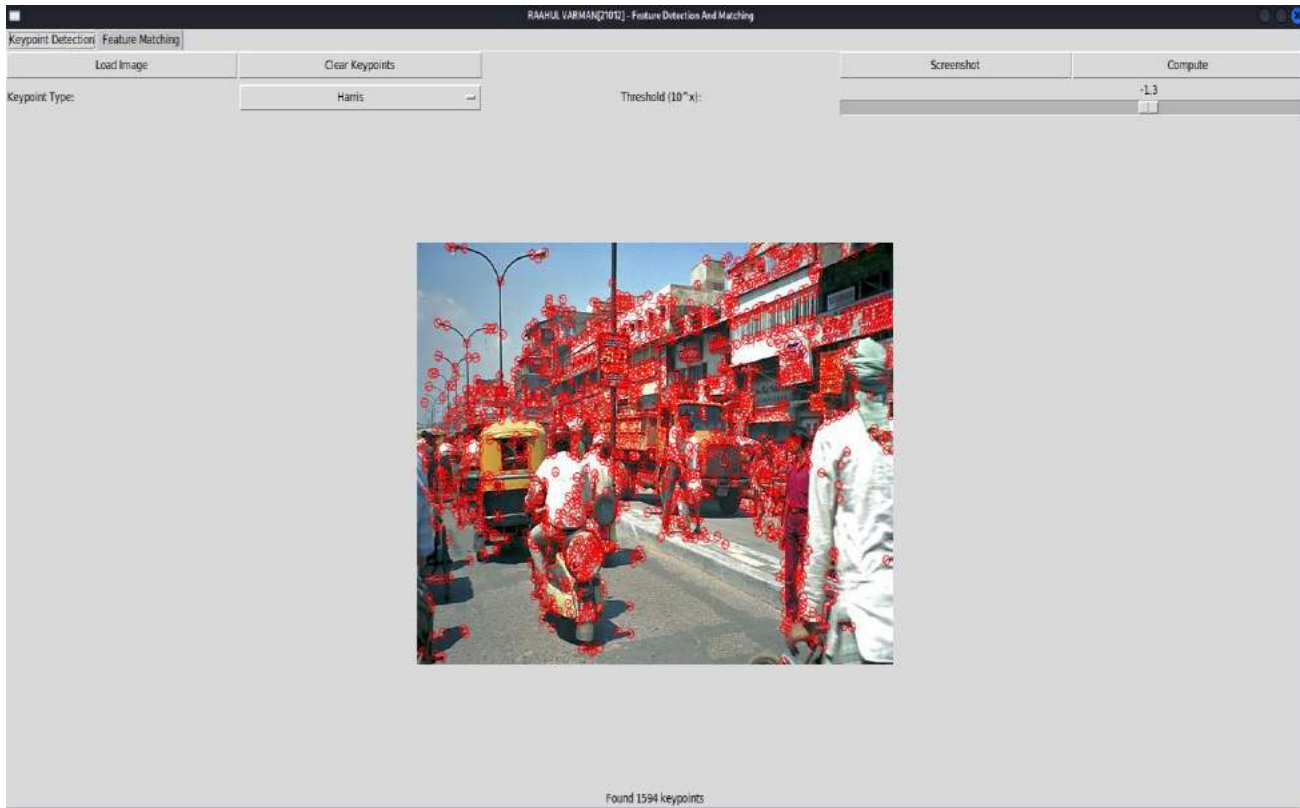 RAAHUL VARMAN[21012] - Feature Detection And Matching
Keypoint Detection Feature Matching
Load Image Clear Keypoints Screenshot Compute
Keypoint Type: Harris Threshold (10^x): -1.3
Found 1594 keypoints